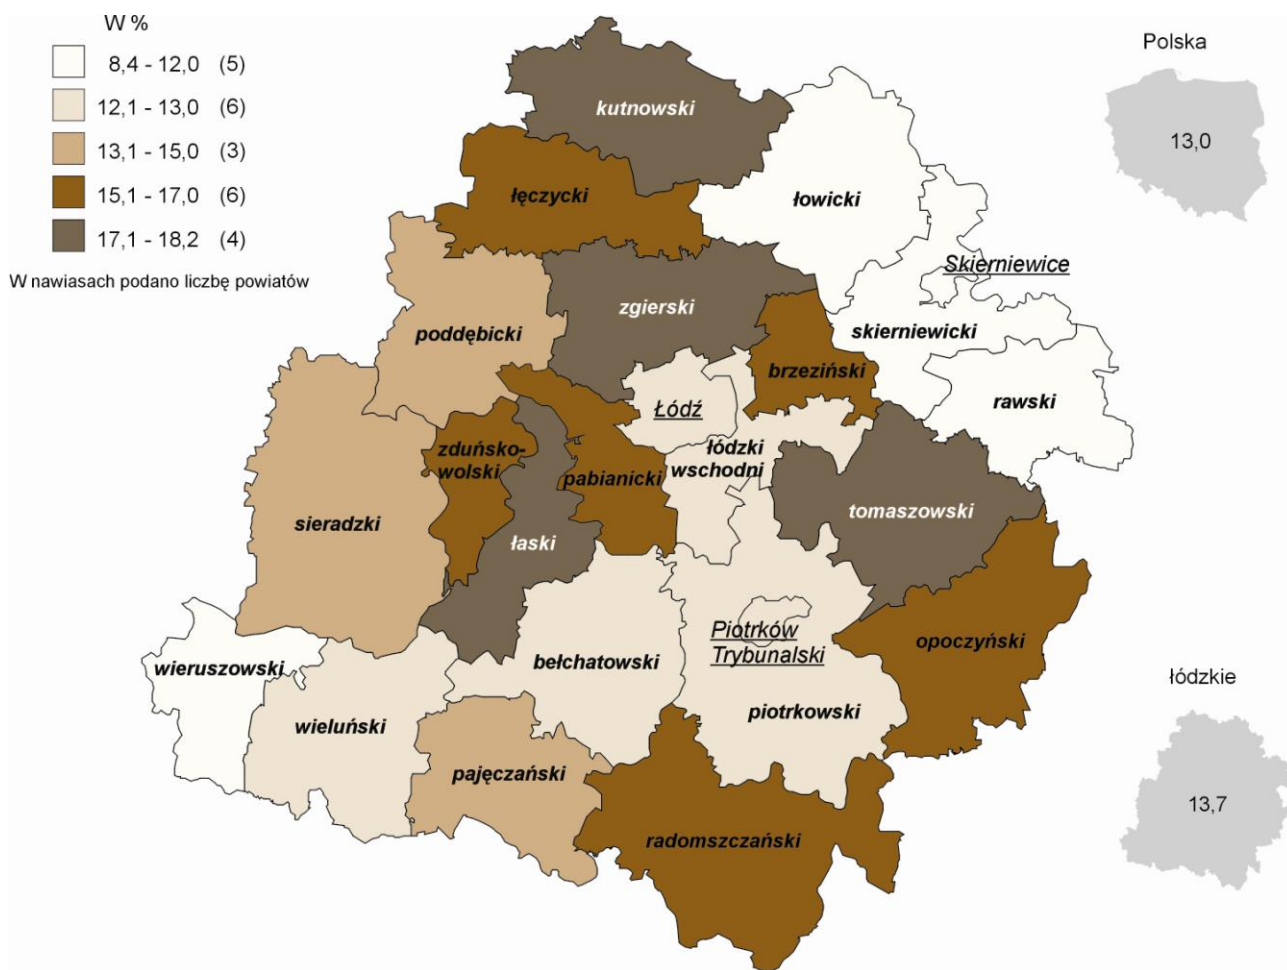 W %
8,4 - 12,0 (5)
12,1 - 13,0 (6)
13,1 - 15,0 (3)
15,1 - 17,0 (6)
17,1 - 18,2 (4)
W nawiasach podano liczbę powiatów
Polska
13,0
kutnowski
łęczycki
łowicki
Skierniewice
zgierski
skierniewicki
poddębicki
brzeziński
rawski
Łódź
zduńsko-
wolski
łódzki
wschodni
pabianicki
sieradzki
łaski
tomaszowski
Piotrków
Trybunalski
opoczyński
wieruszowski
bełchatowski
łódzkie
wieluński
piotrkowski
pajęczański
13,7
radomszczański